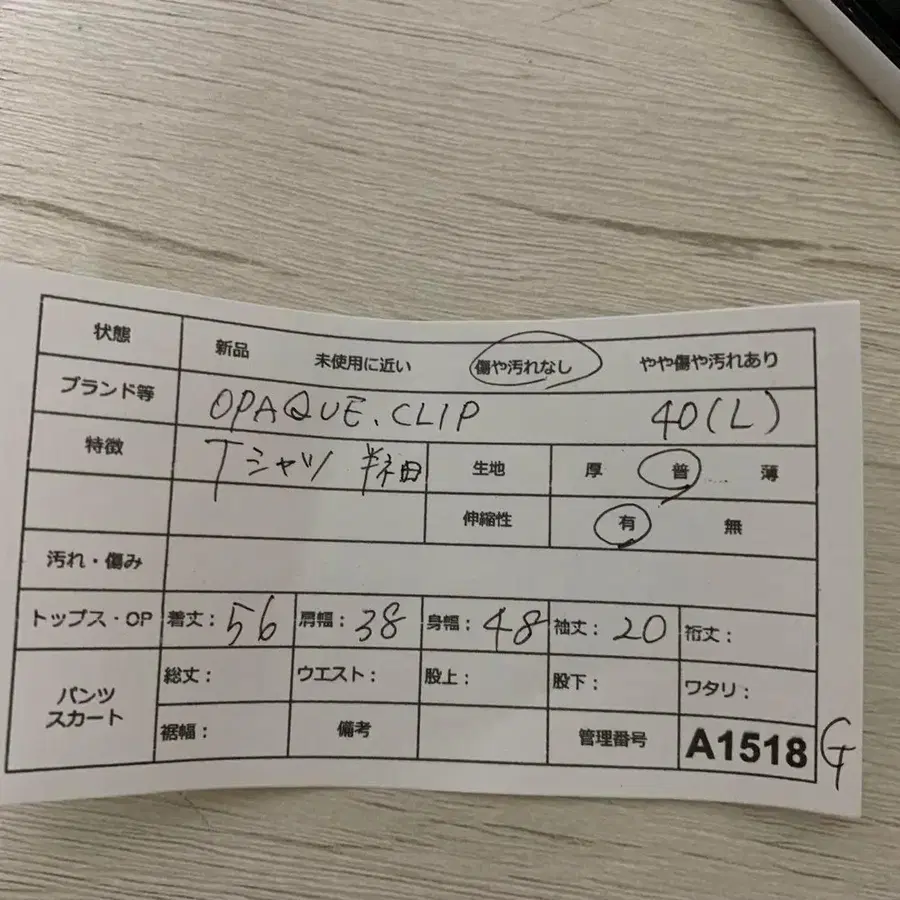 状態 新品 未使用に近い 傷や汚れなし やや傷や汚れあり
ブランド等 OPAQUE.CLIP 40(L)
特徴 Tシャツ 半袖 生地 厚 普 薄
伸縮性 有 無
汚れ・傷み
トップス・OP 着丈：56 肩幅：38 身幅：48 袖丈：20 裄丈：
パンツ スカート 総丈： ウエスト： 股上： 股下： ワタリ：
裾幅： 備考 管理番号 A1518 G